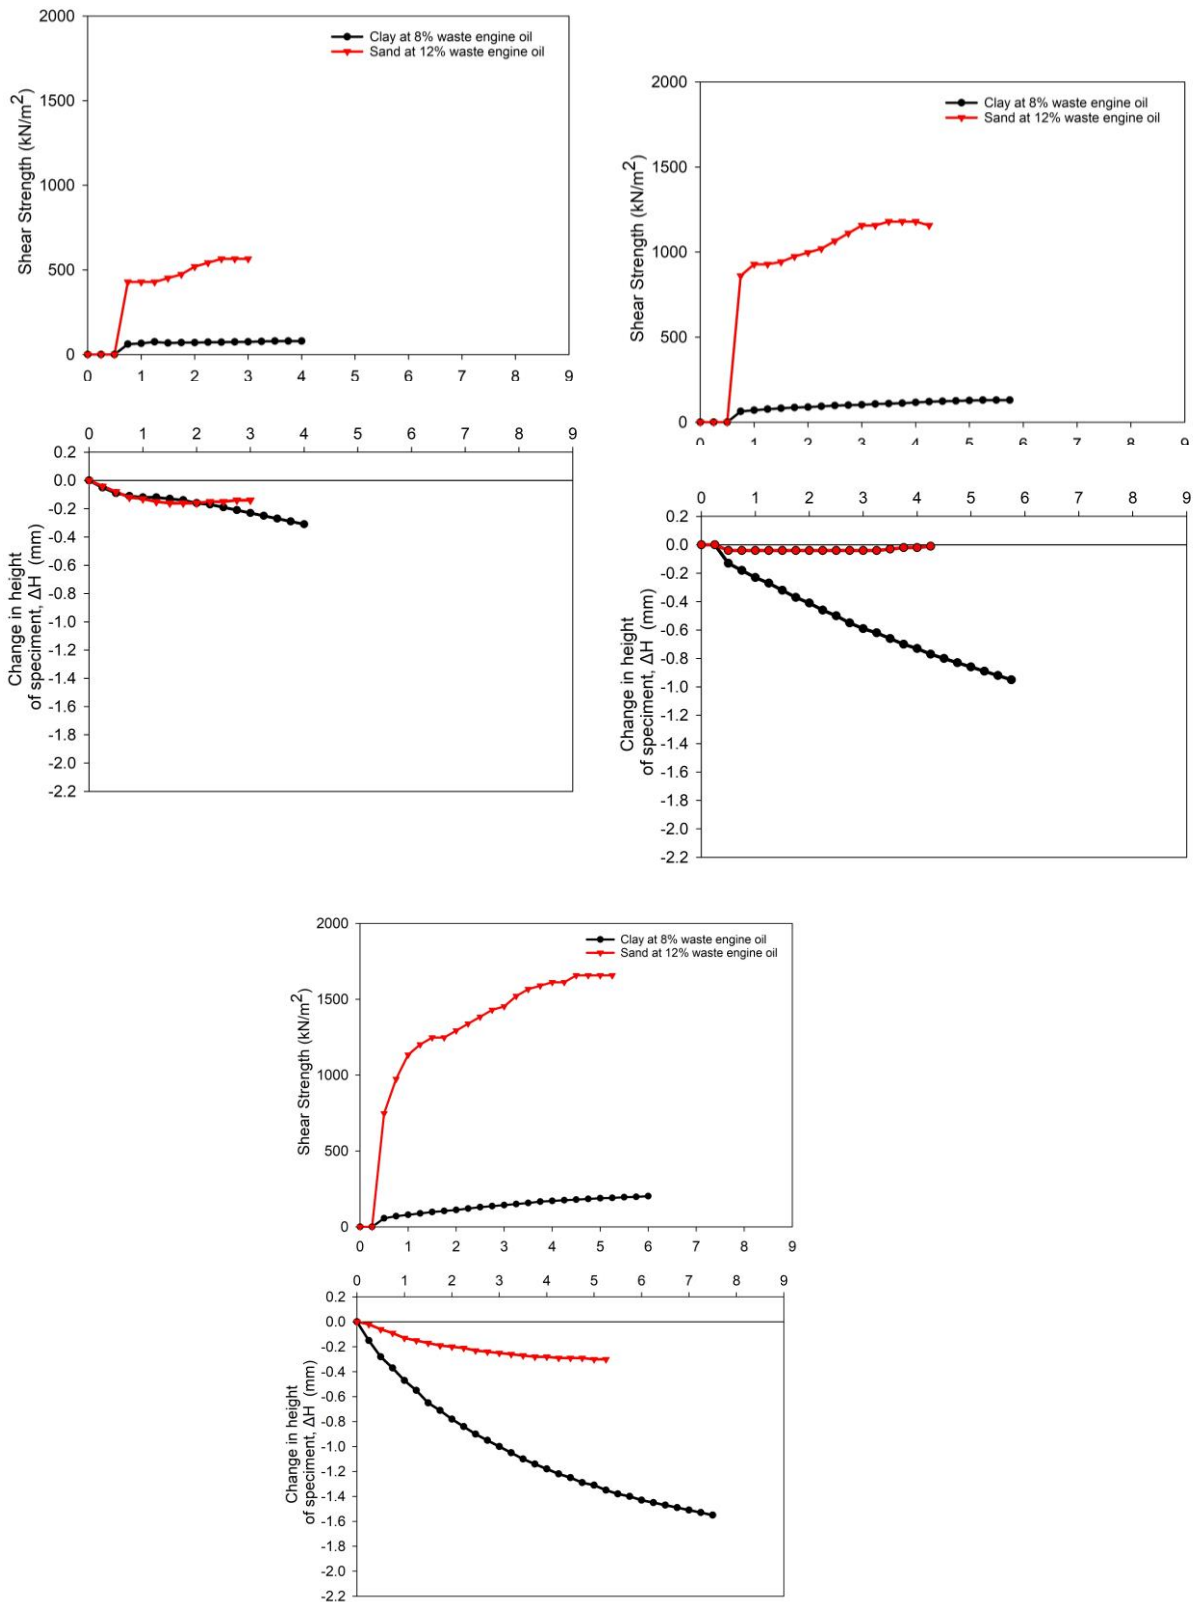 2000
1500
1000
500
0
Shear Strength (kN/m2)
Clay at 8% waste engine oil
Sand at 12% waste engine oil
0 1 2 3 4 5 6 7 8 9
0 1 2 3 4 5 6 7 8 9
0.2
0.0
-0.2
-0.4
-0.6
-0.8
-1.0
-1.2
-1.4
-1.6
-1.8
-2.0
-2.2
Change in height
of speciment, ΔH (mm)
2000
1500
1000
500
0
Shear Strength (kN/m2)
Clay at 8% waste engine oil
Sand at 12% waste engine oil
0 1 2 3 4 5 6 7 8 9
0 1 2 3 4 5 6 7 8 9
0.2
0.0
-0.2
-0.4
-0.6
-0.8
-1.0
-1.2
-1.4
-1.6
-1.8
-2.0
-2.2
Change in height
of speciment, ΔH (mm)
2000
1500
1000
500
0
Shear Strength (kN/m2)
Clay at 8% waste engine oil
Sand at 12% waste engine oil
0 1 2 3 4 5 6 7 8 9
0 1 2 3 4 5 6 7 8 9
0.2
0.0
-0.2
-0.4
-0.6
-0.8
-1.0
-1.2
-1.4
-1.6
-1.8
-2.0
-2.2
Change in height
of speciment, ΔH (mm)